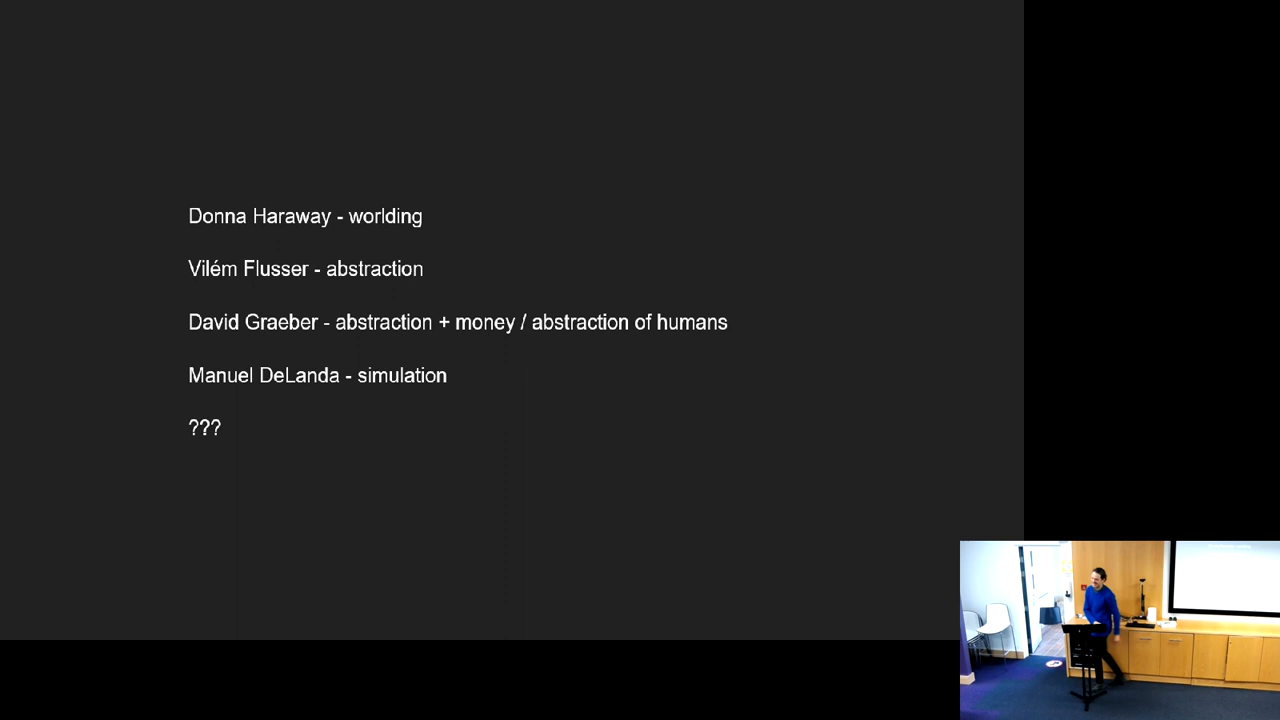 Donna Haraway - worlding
Vilém Flusser - abstraction
David Graeber - abstraction + money / abstraction of humans
Manuel DeLanda - simulation
???